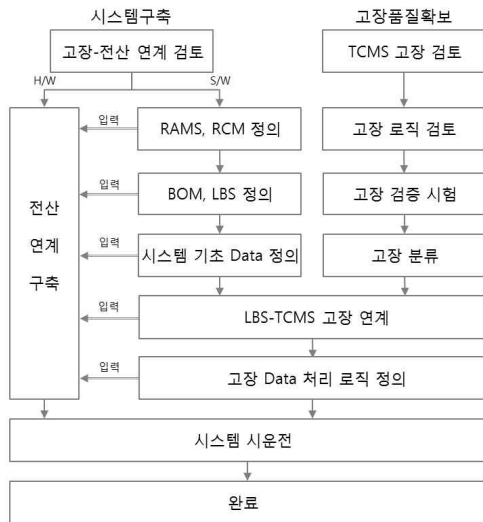 시스템구축
고장품질확보
고장-전산 연계 검토
TCMS 고장 검토
H/W
S/W
입력
RAMS, RCM 정의
고장 로직 검토
입력
BOM, LBS 정의
고장 검증 시험
전산
연계
구축
입력
시스템 기초 Data 정의
고장 분류
입력
LBS-TCMS 고장 연계
입력
고장 Data 처리 로직 정의
시스템 시운전
완료